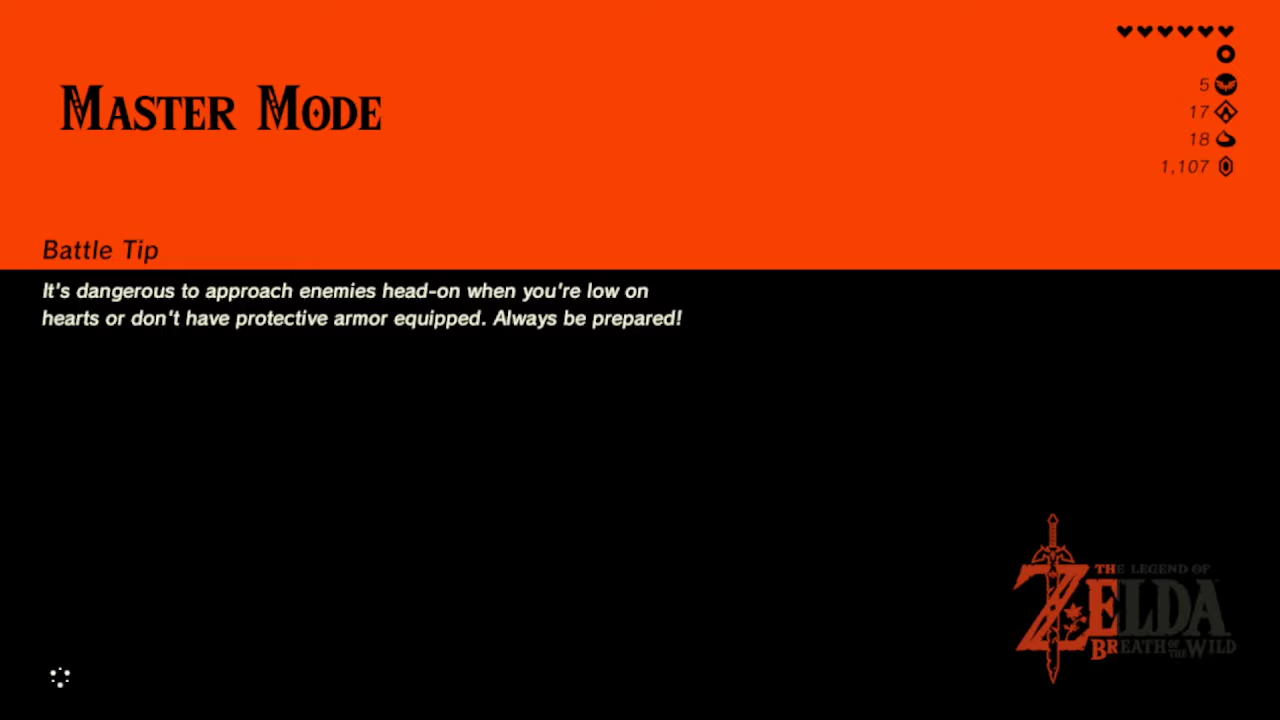 Master Mode
5
17
18
1,107
Battle Tip
It's dangerous to approach enemies head-on when you're low on
hearts or don't have protective armor equipped. Always be prepared!
THE LEGEND OF
ZELDA
BREATH OF THE WILD